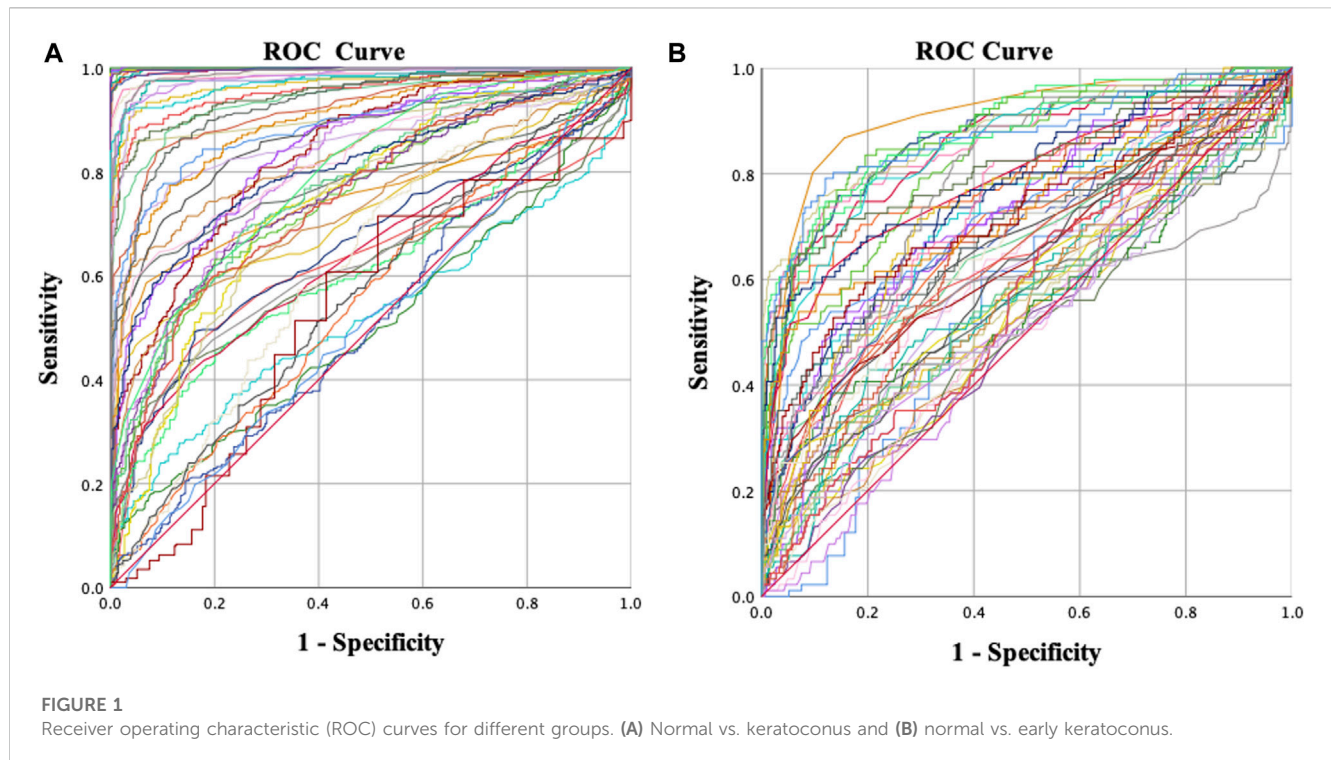 A
ROC Curve
Sensitivity
1.0
0.8
0.6
0.4
0.2
0.0
0.0 0.2 0.4 0.6 0.8 1.0
1 - Specificity
B
ROC Curve
Sensitivity
1.0
0.8
0.6
0.4
0.2
0.0
0.0 0.2 0.4 0.6 0.8 1.0
1 - Specificity
FIGURE 1
Receiver operating characteristic (ROC) curves for different groups. (A) Normal vs. keratoconus and (B) normal vs. early keratoconus.